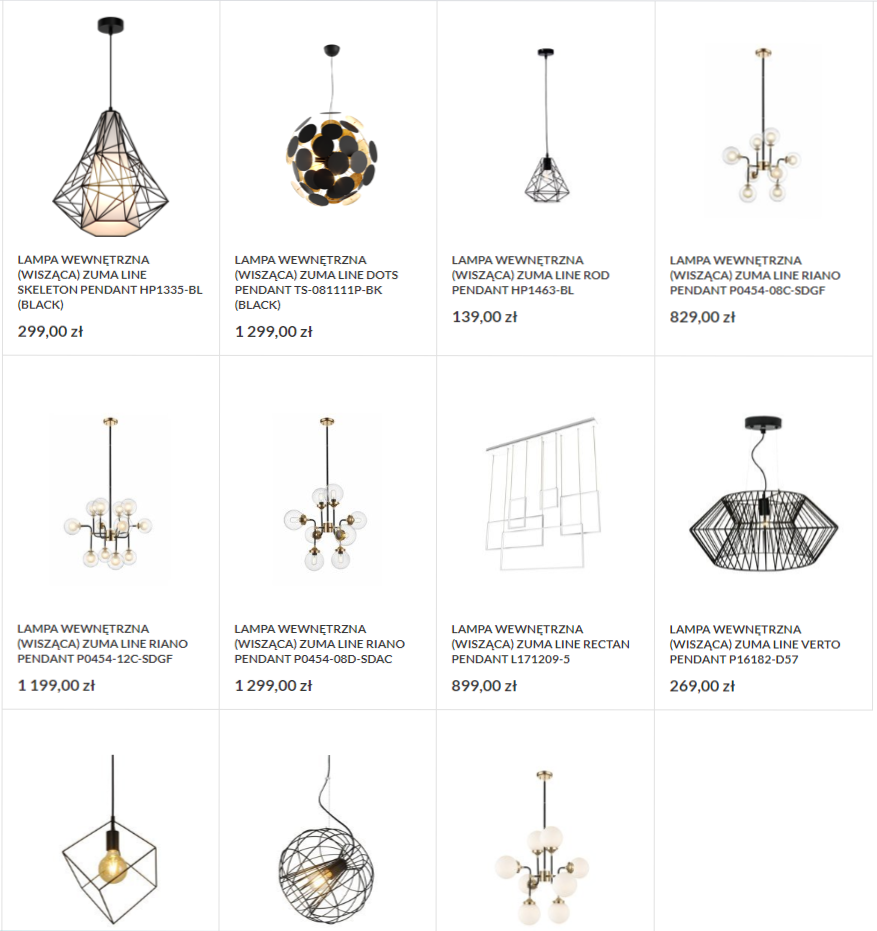 LAMPA WEWNĘTRZNA
(WISZĄCA) ZUMA LINE
SKELETON PENDANT HP1335-BL
(BLACK)
299,00 zł
LAMPA WEWNĘTRZNA
(WISZĄCA) ZUMA LINE DOTS
PENDANT TS-081111P-BK
(BLACK)
1 299,00 zł
LAMPA WEWNĘTRZNA
(WISZĄCA) ZUMA LINE ROD
PENDANT HP1463-BL
139,00 zł
LAMPA WEWNĘTRZNA
(WISZĄCA) ZUMA LINE RIANO
PENDANT P0454-08C-SDGF
829,00 zł
LAMPA WEWNĘTRZNA
(WISZĄCA) ZUMA LINE RIANO
PENDANT P0454-12C-SDGF
1 199,00 zł
LAMPA WEWNĘTRZNA
(WISZĄCA) ZUMA LINE RIANO
PENDANT P0454-08D-SDAC
1 299,00 zł
LAMPA WEWNĘTRZNA
(WISZĄCA) ZUMA LINE RECTAN
PENDANT L171209-5
899,00 zł
LAMPA WEWNĘTRZNA
(WISZĄCA) ZUMA LINE VERTO
PENDANT P16182-D57
269,00 zł